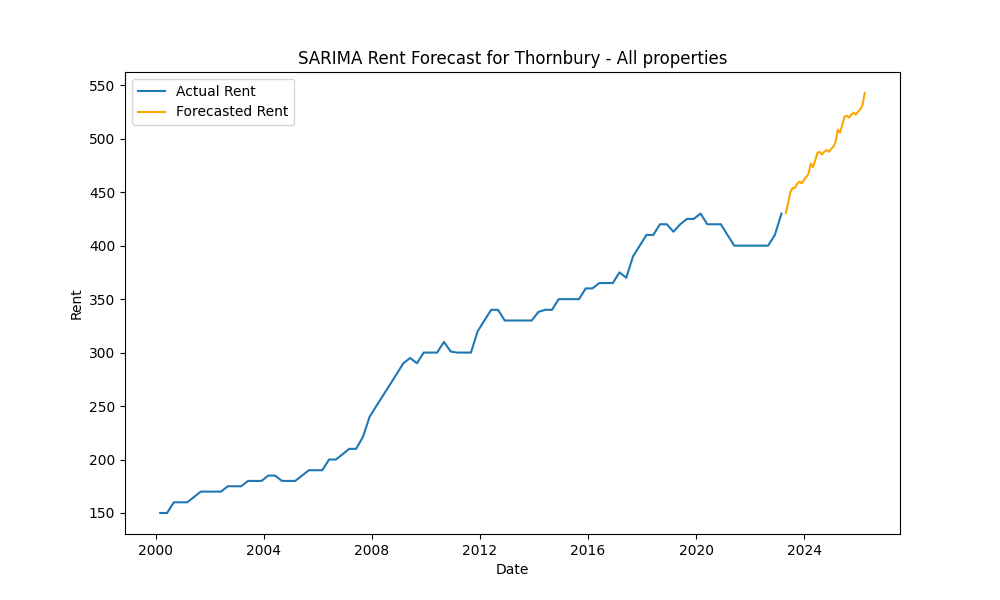 SARIMA Rent Forecast for Thornbury - All properties
Actual Rent
Forecasted Rent
550
500
450
400
350
300
250
200
150
Rent
2000 2004 2008 2012 2016 2020 2024
Date